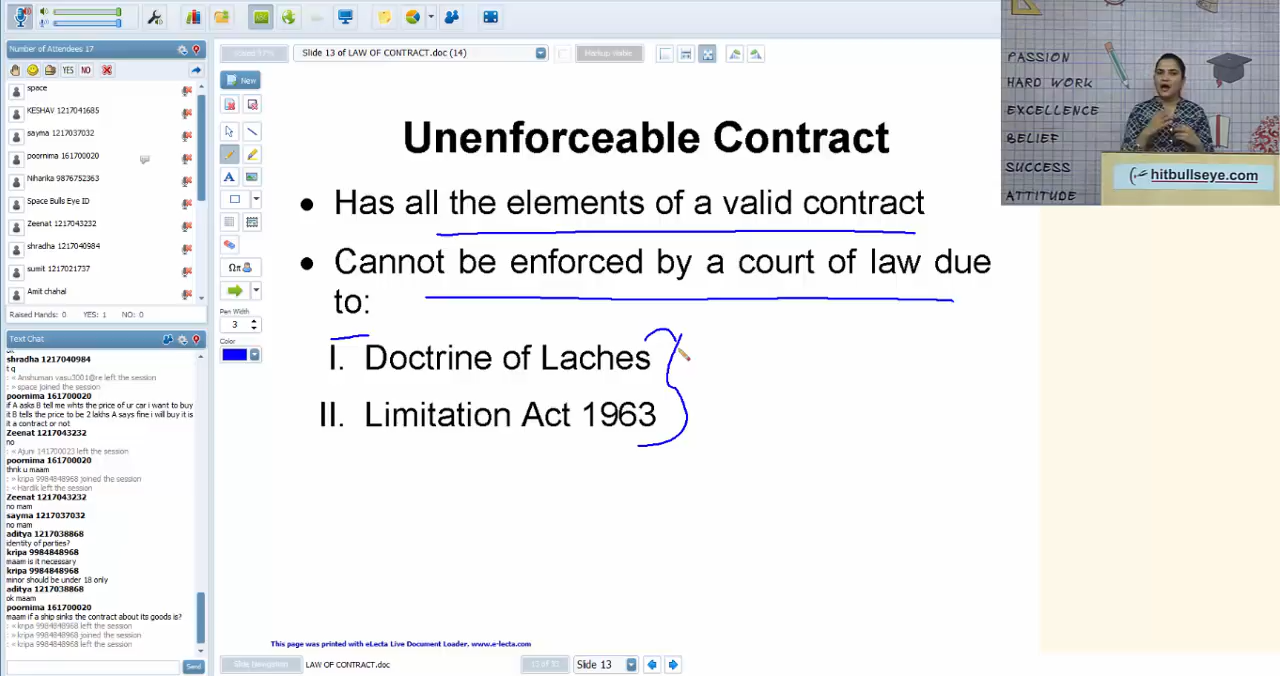 Number of Attendees 17
YES NO
space
KESHAV 1217041685
sayma 1217037032
poornima 161700020
Niharika 9876752363
Space Bulls Eye ID
Zeenat 1217043232
shradha 1217040984
sumit 1217021737
Amit chahal
Raised Hands: 0 YES: 1 NO: 0
Text Chat
shradha 1217040984
t q
: < Anshuman vasu3001@re left the session
: > space joined the session
poornima 161700020
if A asks B tell me whts the price of ur car i want to buy
it B tells the price to be 2 lakhs A says fine i will buy it is
it a contract or not
Zeenat 1217043232
no
: < Ajuni 141700023 left the session
poornima 161700020
thnk u maam
: > kripa 9984848968 joined the session
: < Hardik left the session
Zeenat 1217043232
no mam
sayma 1217037032
no mam
aditya 1217038868
identity of parties?
kripa 9984848968
maam is it necessary
kripa 9984848968
minor should be under 18 only
aditya 1217038868
ok maam
poornima 161700020
maam if a ship sinks the contract about its goods is?
: < kripa 9984848968 left the session
: > kripa 9984848968 joined the session
: < kripa 9984848968 left the session
Send
Slide 13 of LAW OF CONTRACT.doc (14)
Markup Visible
New
A
Ωπ
Pen Width
3
Color
Unenforceable Contract
• Has all the elements of a valid contract
• Cannot be enforced by a court of law due
to:
I. Doctrine of Laches
II. Limitation Act 1963
This page was printed with eLecta Live Document Loader. www.e-lecta.com
Slide Navigation
LAW OF CONTRACT.doc
Slide 13
PASSION
HARD WORK
EXCELLENCE
BELIEF
SUCCESS
ATTITUDE
hitbullseye.com